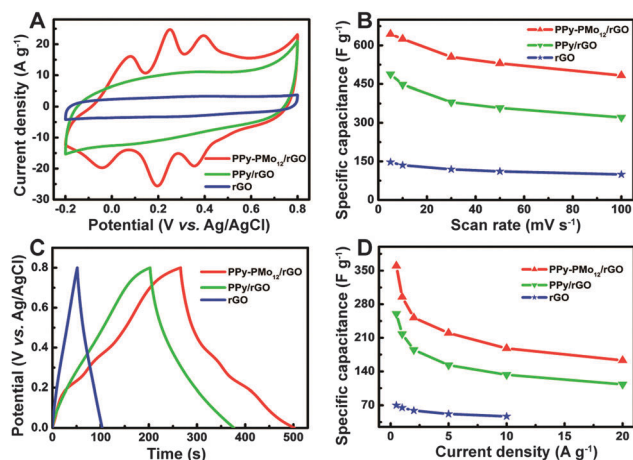 A
Current density (A g⁻¹)
30
20
10
0
-10
-20
-30
PPy-PMo₁₂/rGO
PPy/rGO
rGO
-0.2 0.0 0.2 0.4 0.6 0.8
Potential (V vs. Ag/AgCl)
B
Specific capacitance (F g⁻¹)
600
450
300
150
0
PPy-PMo₁₂/rGO
PPy/rGO
rGO
0 20 40 60 80 100
Scan rate (mV s⁻¹)
C
Potential (V vs. Ag/AgCl)
0.8
0.6
0.4
0.2
0.0
PPy-PMo₁₂/rGO
PPy/rGO
rGO
0 100 200 300 400 500
Time (s)
D
Specific capacitance (F g⁻¹)
350
280
210
140
70
PPy-PMo₁₂/rGO
PPy/rGO
rGO
0 5 10 15 20
Current density (A g⁻¹)